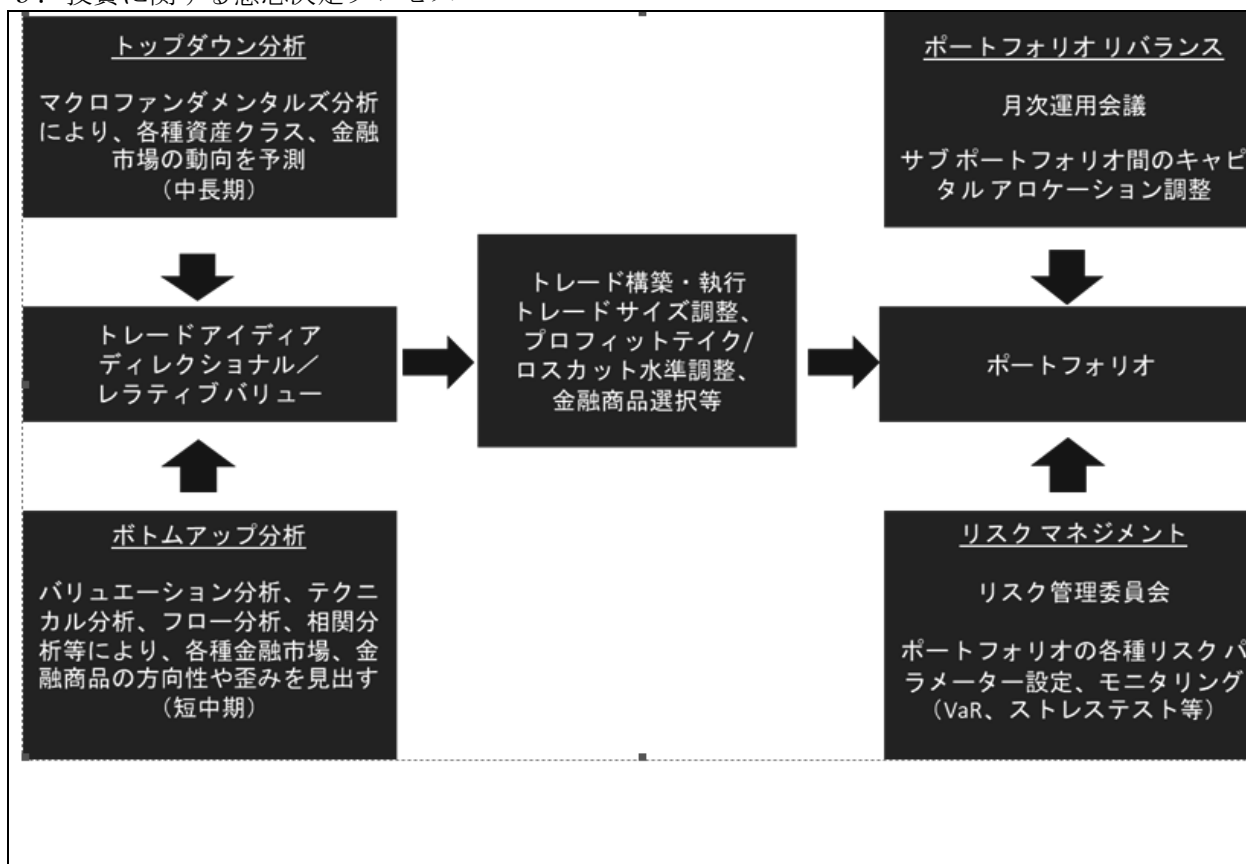 トップダウン分析
マクロファンダメンタルズ分析
により、各種資産クラス、金融
市場の動向を予測
（中長期）
ポートフォリオ リバランス
月次運用会議
サブ ポートフォリオ間のキャピ
タル アロケーション調整
トレード アイディア
ディレクショナル／
レラティブ バリュー
トレード構築・執行
トレード サイズ調整、
プロフィットテイク/
ロスカット水準調整、
金融商品選択等
ポートフォリオ
ボトムアップ分析
バリュエーション分析、テクニ
カル分析、フロー分析、相関分
析等により、各種金融市場、金
融商品の方向性や歪みを見出す
（短中期）
リスク マネジメント
リスク管理委員会
ポートフォリオの各種リスク パ
ラメーター設定、モニタリング
（VaR、ストレステスト等）